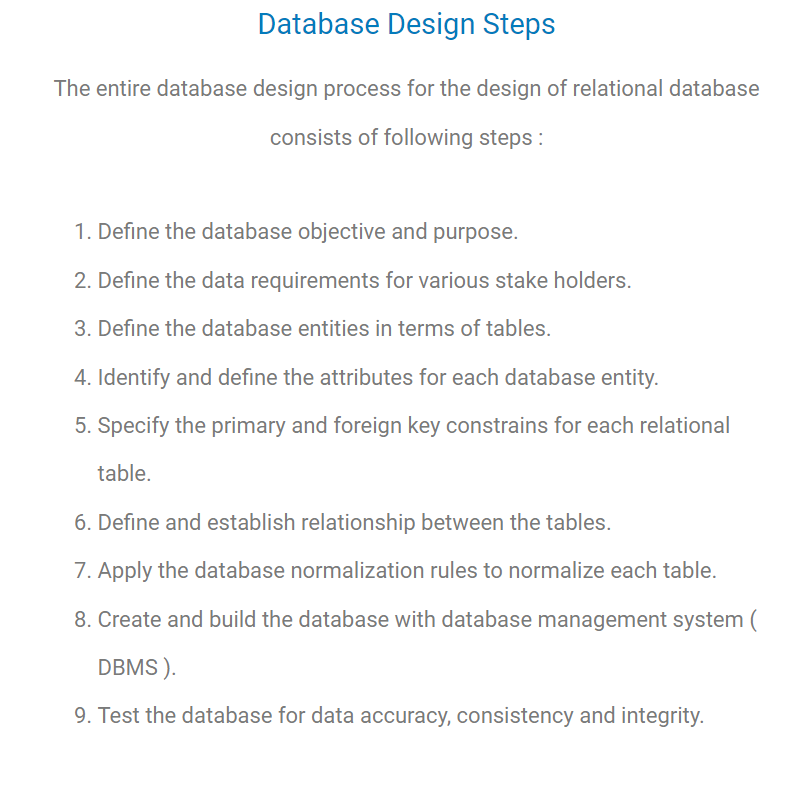 Database Design Steps
The entire database design process for the design of relational database
consists of following steps :
1. Define the database objective and purpose.
2. Define the data requirements for various stake holders.
3. Define the database entities in terms of tables.
4. Identify and define the attributes for each database entity.
5. Specify the primary and foreign key constrains for each relational
table.
6. Define and establish relationship between the tables.
7. Apply the database normalization rules to normalize each table.
8. Create and build the database with database management system (
DBMS ).
9. Test the database for data accuracy, consistency and integrity.